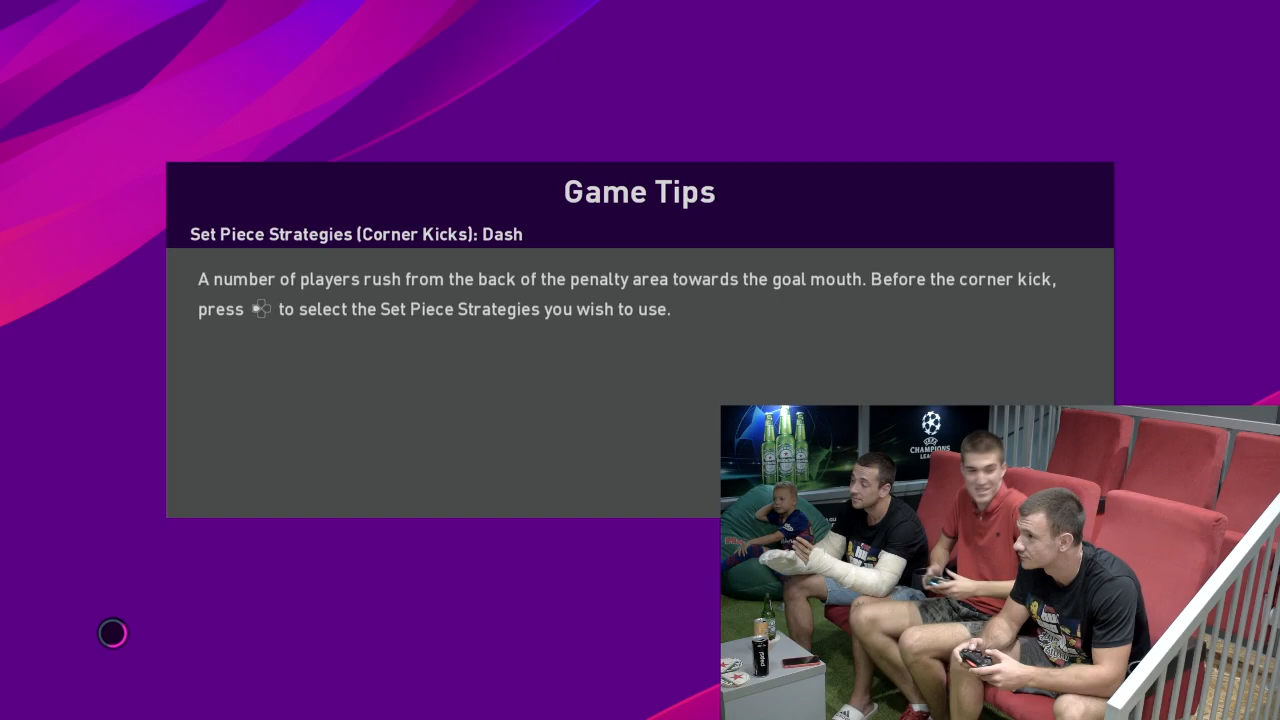 Game Tips
Set Piece Strategies (Corner Kicks): Dash
A number of players rush from the back of the penalty area towards the goal mouth. Before the corner kick,
press to select the Set Piece Strategies you wish to use.
UEFA
CHAMPIONS
pepsi